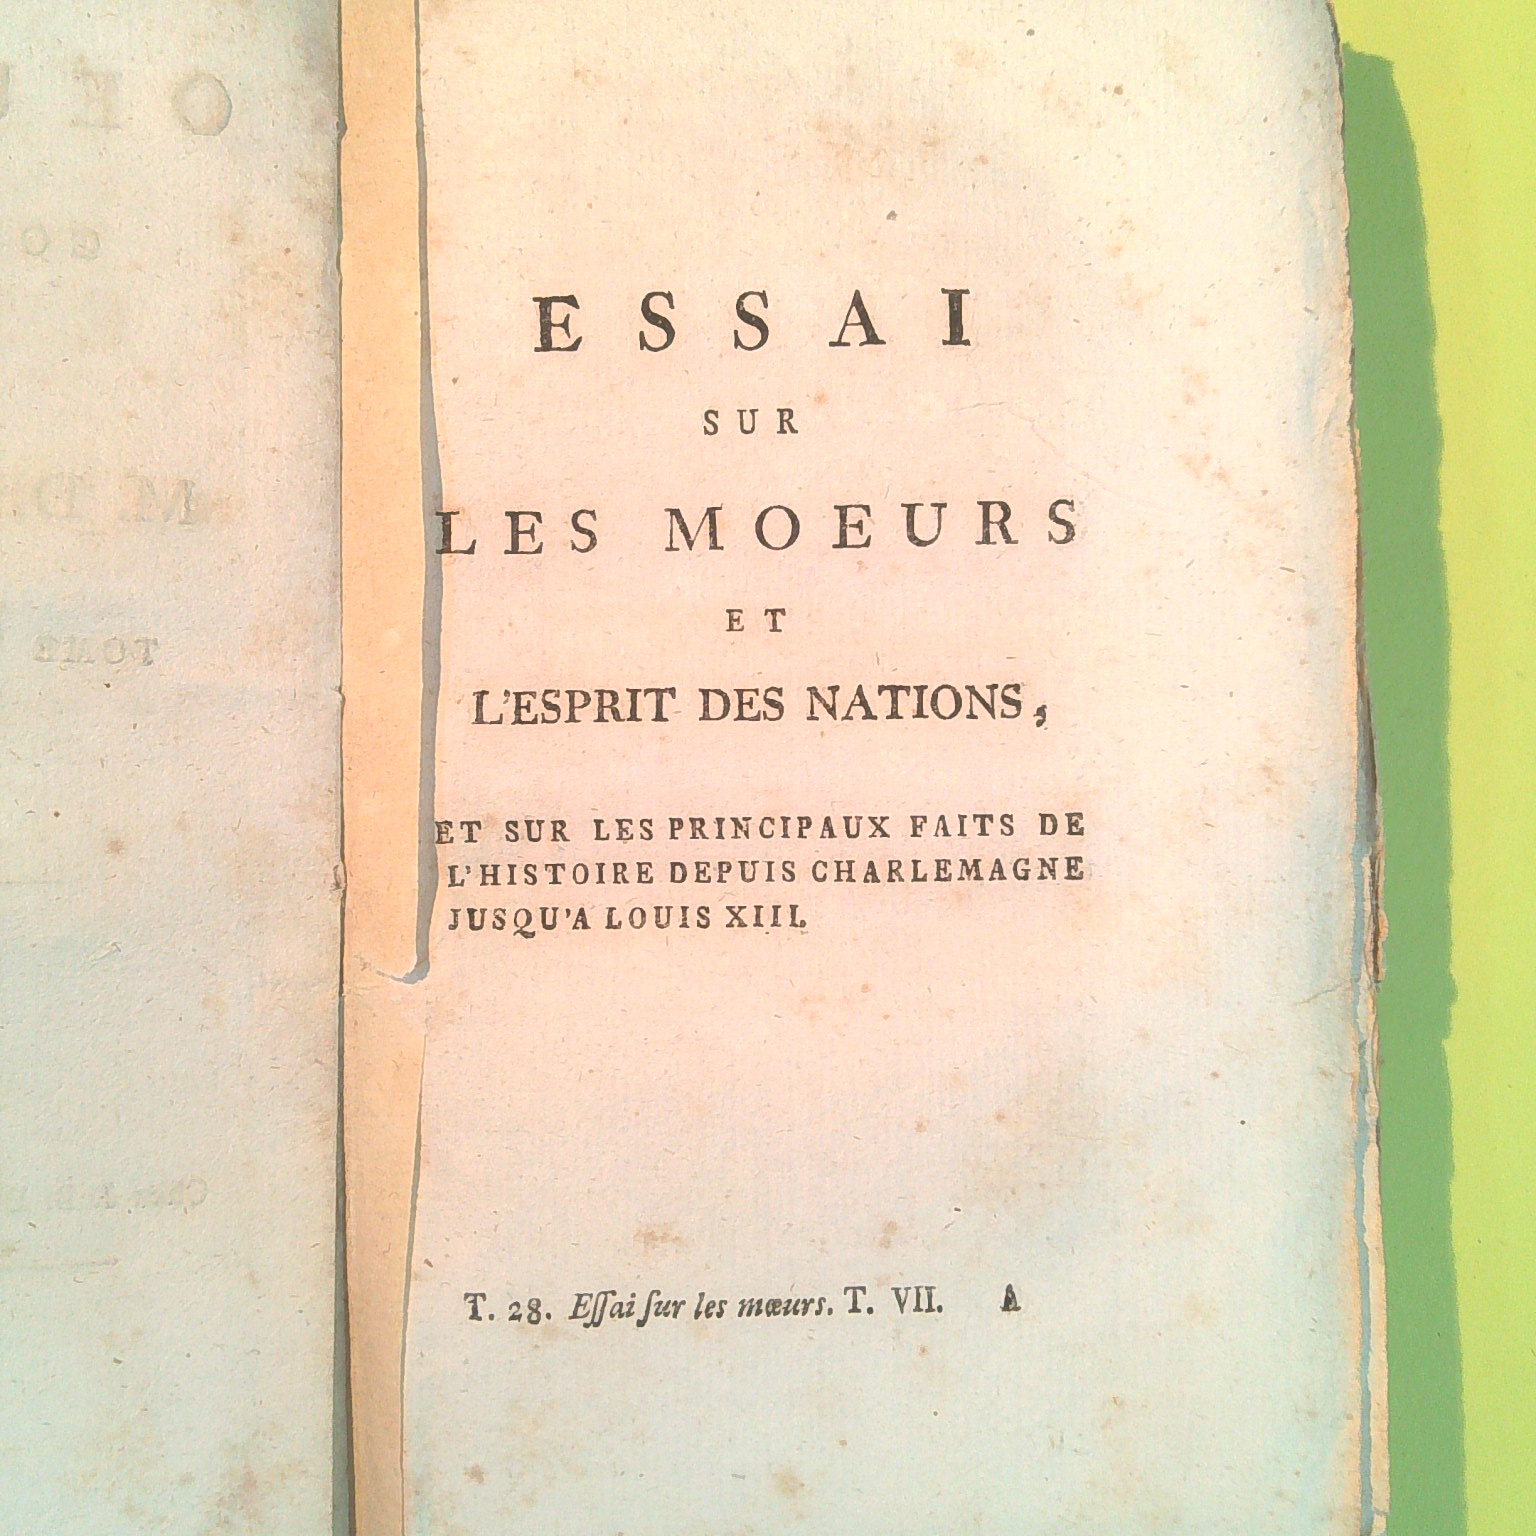 ESSAI
SUR
LES MOEURS
ET
L'ESPRIT DES NATIONS,
ET SUR LES PRINCIPAUX FAITS DE
L'HISTOIRE DEPUIS CHARLEMAGNE
JUSQU'A LOUIS XIII.
T. 28. Eſſai ſur les mœurs. T. VII. A